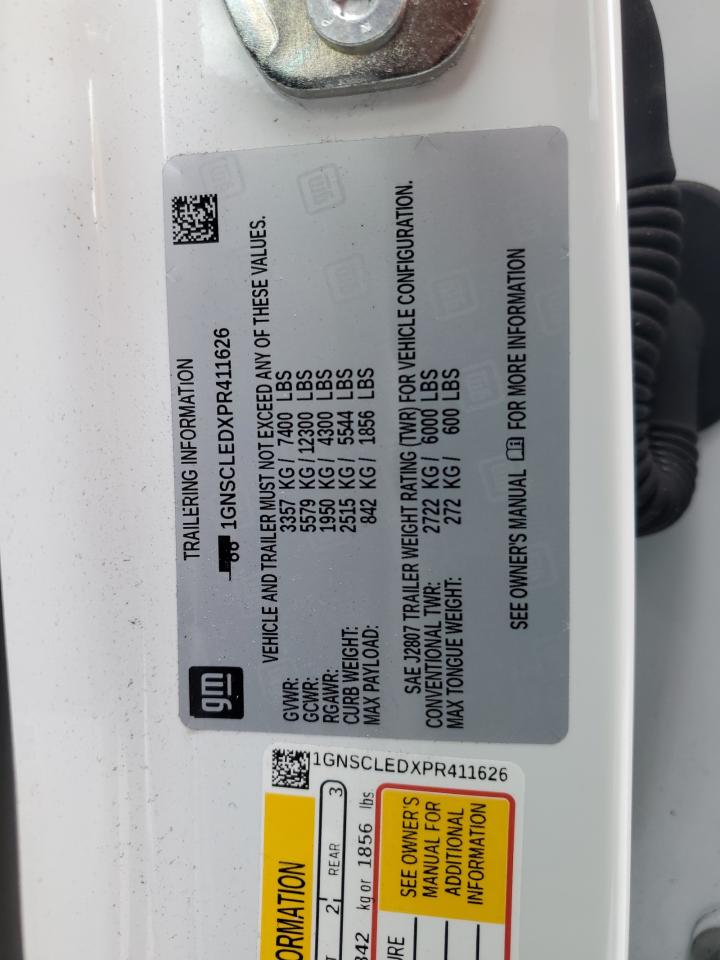 TRAILERING INFORMATION
1GNSCLEDXPR411626
gm
VEHICLE AND TRAILER MUST NOT EXCEED ANY OF THESE VALUES.
GVWR: 3357 KG / 7400 LBS
GCWR: 5579 KG / 12300 LBS
RGAWR: 1950 KG / 4300 LBS
CURB WEIGHT: 2515 KG / 5544 LBS
MAX PAYLOAD: 842 KG / 1856 LBS
SAE J2807 TRAILER WEIGHT RATING (TWR) FOR VEHICLE CONFIGURATION.
CONVENTIONAL TWR: 2722 KG / 6000 LBS
MAX TONGUE WEIGHT: 272 KG / 600 LBS
SEE OWNER'S MANUAL FOR MORE INFORMATION
1GNSCLEDXPR411626
ORMATION
2 REAR 3
842 kg or 1856 lbs
URE
SEE OWNER'S
MANUAL FOR
ADDITIONAL
INFORMATION